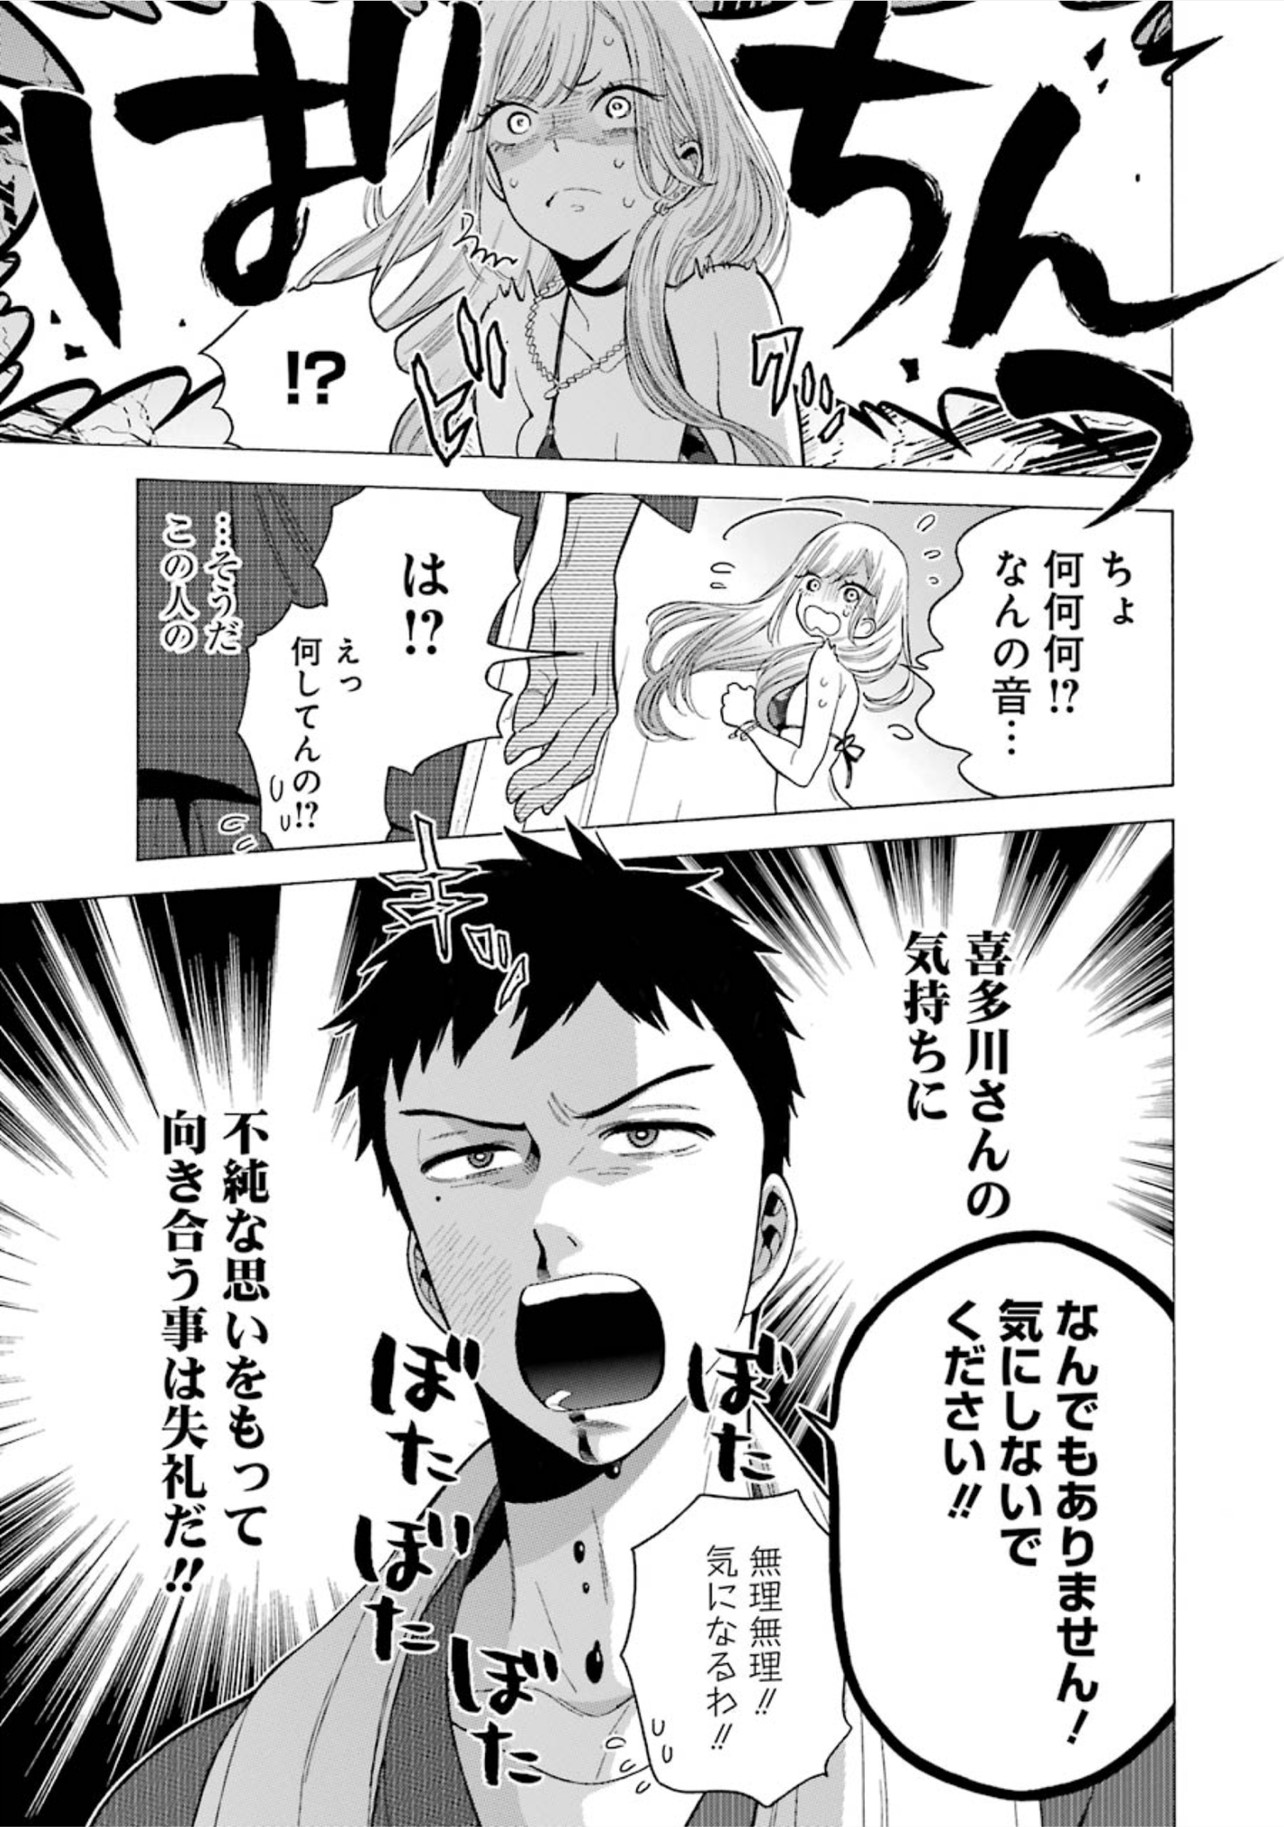 ばちんっ
ビクッ
!?
ちょ
何何何!?
なんの音…
は!?
えっ
何してんの!?
…そうだ
この人の
キッ
喜多川さんの
気持ちに
なんでもありません！
気にしないで
ください!!
無理無理!!
気になるわ!!
不純な思いをもって
向き合う事は失礼だ!!
ぼた
ぼた
ぼた
ぼた